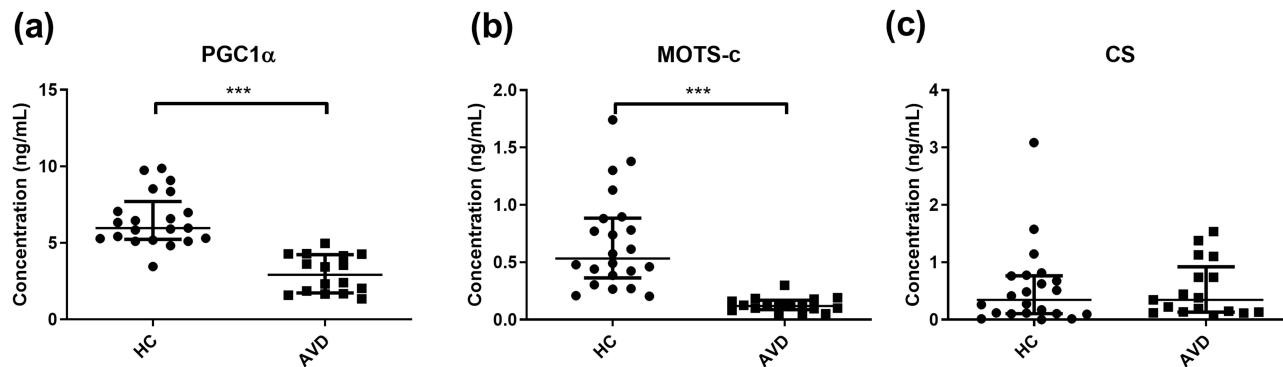 (a)
PGC1α
***
Concentration (ng/mL)
15
10
5
0
HC
AVD
(b)
MOTS-c
***
Concentration (ng/mL)
2.0
1.5
1.0
0.5
0.0
HC
AVD
(c)
CS
Concentration (ng/mL)
4
3
2
1
0
HC
AVD